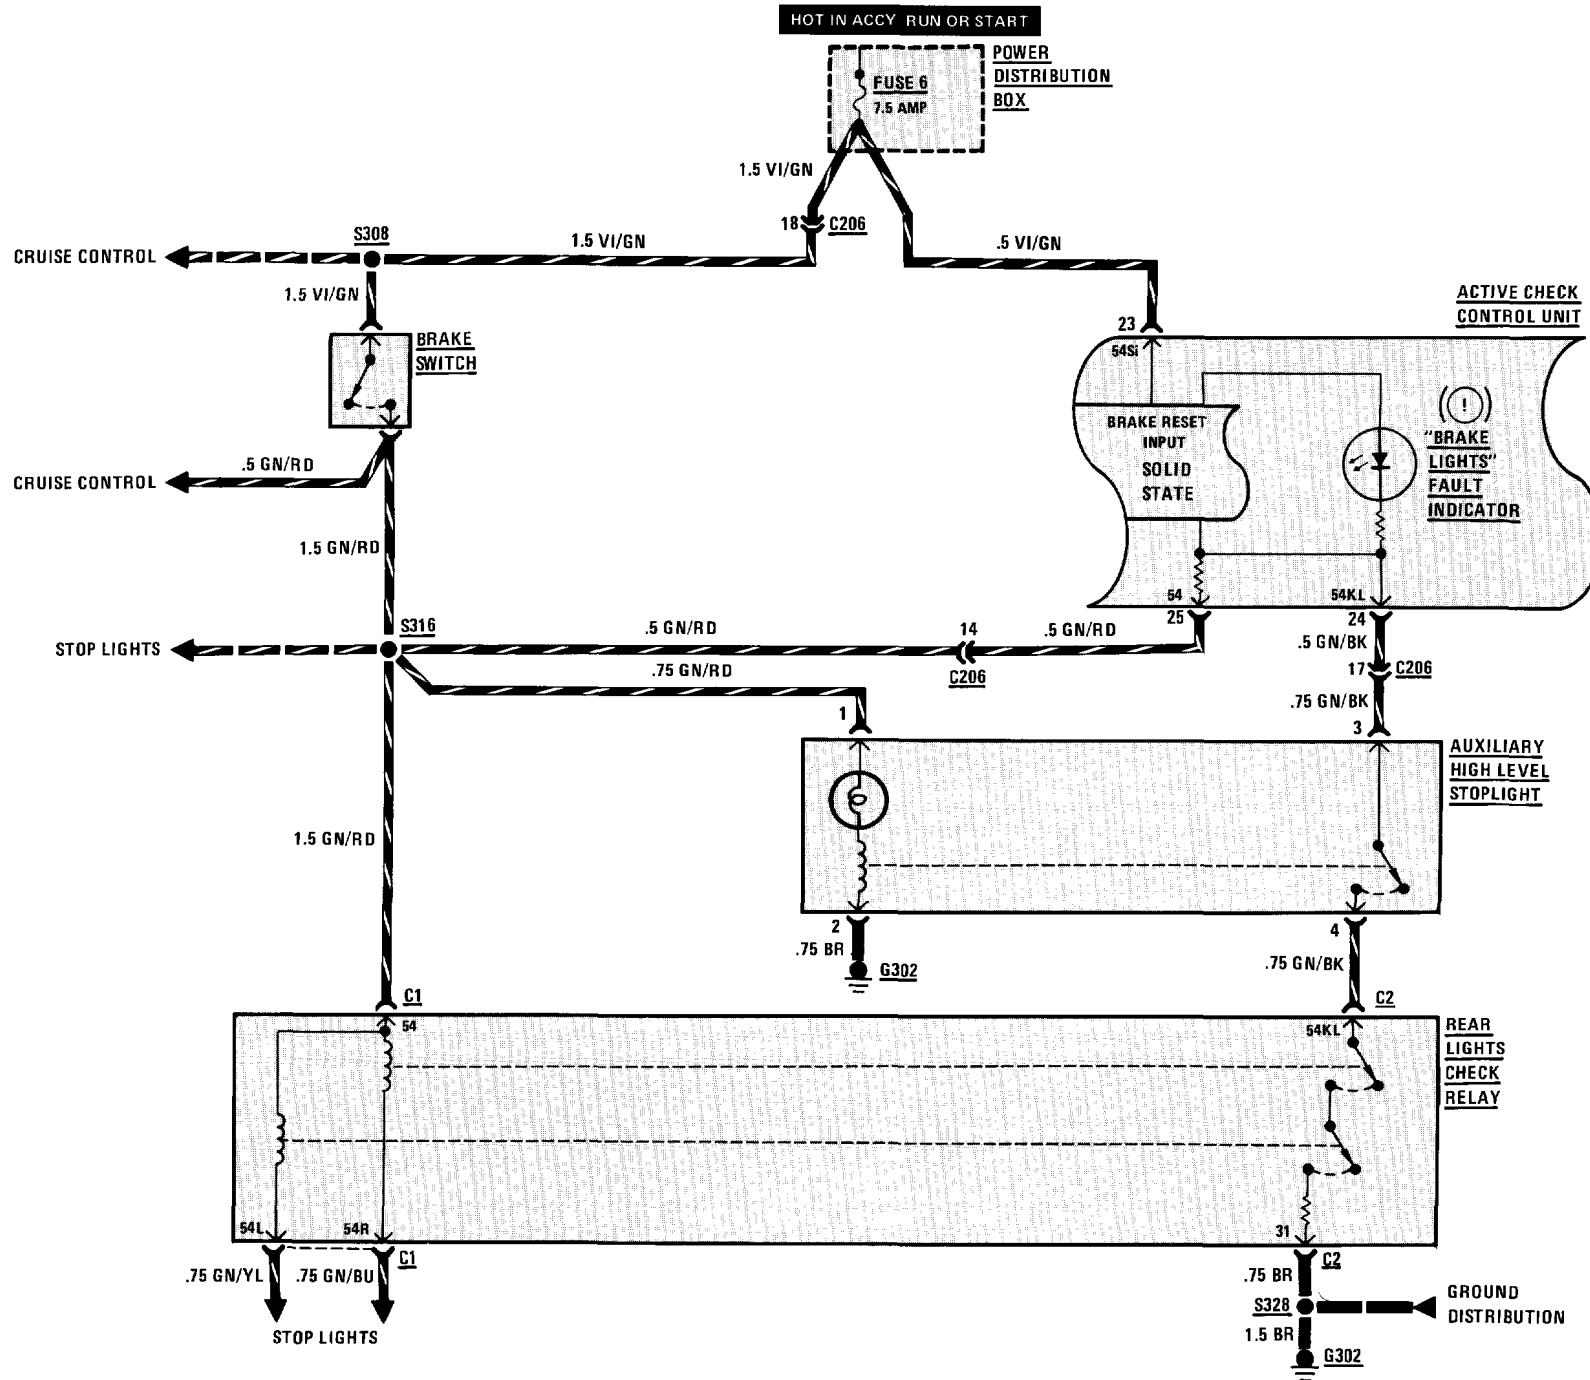 HOT IN ACCY RUN OR START
POWER
DISTRIBUTION
BOX
FUSE 6
7.5 AMP
1.5 VI/GN
18
C206
S308
1.5 VI/GN
.5 VI/GN
CRUISE CONTROL
1.5 VI/GN
ACTIVE CHECK
CONTROL UNIT
23
54Si
BRAKE
SWITCH
BRAKE RESET
INPUT
SOLID
STATE
!
"BRAKE
LIGHTS"
FAULT
INDICATOR
.5 GN/RD
CRUISE CONTROL
1.5 GN/RD
54
54KL
25
24
S316
.5 GN/RD
14
.5 GN/RD
.5 GN/BK
STOP LIGHTS
.75 GN/RD
C206
17
C206
.75 GN/BK
1
3
AUXILIARY
HIGH LEVEL
STOPLIGHT
1.5 GN/RD
2
.75 BR
G302
4
.75 GN/BK
C1
C2
54
54KL
REAR
LIGHTS
CHECK
RELAY
54L
54R
31
C1
C2
.75 GN/YL
.75 GN/BU
.75 BR
S328
GROUND
DISTRIBUTION
STOP LIGHTS
1.5 BR
G302